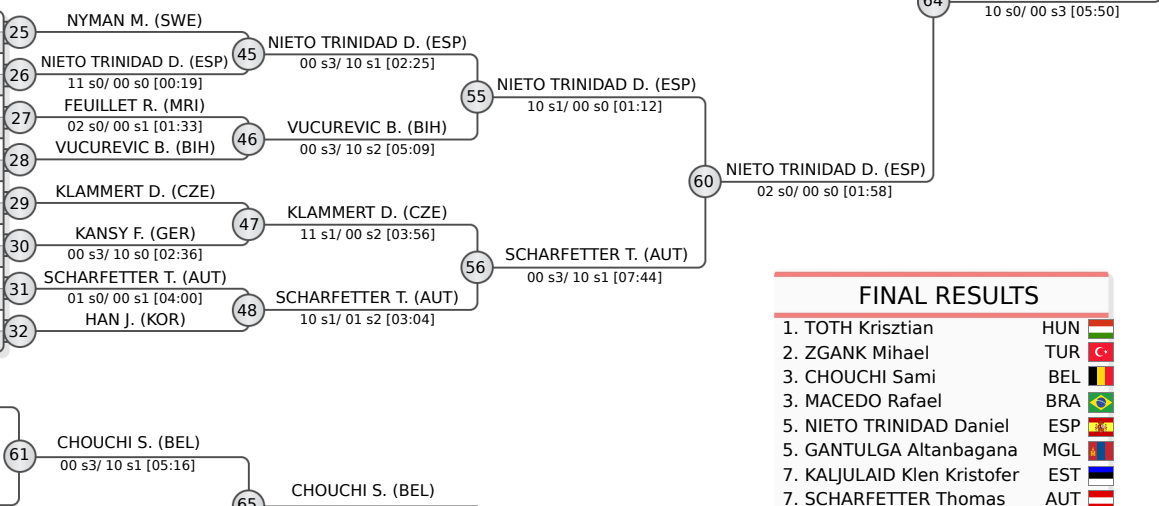 64
10 s0/ 00 s3 [05:50]
25
NYMAN M. (SWE)
45
NIETO TRINIDAD D. (ESP)
00 s3/ 10 s1 [02:25]
26
NIETO TRINIDAD D. (ESP)
11 s0/ 00 s0 [00:19]
55
NIETO TRINIDAD D. (ESP)
10 s1/ 00 s0 [01:12]
27
FEUILLET R. (MRI)
02 s0/ 00 s1 [01:33]
46
VUCUREVIC B. (BIH)
00 s3/ 10 s2 [05:09]
28
VUCUREVIC B. (BIH)
60
NIETO TRINIDAD D. (ESP)
02 s0/ 00 s0 [01:58]
29
KLAMMERT D. (CZE)
47
KLAMMERT D. (CZE)
11 s1/ 00 s2 [03:56]
30
KANSY F. (GER)
00 s3/ 10 s0 [02:36]
56
SCHARFETTER T. (AUT)
00 s3/ 10 s1 [07:44]
31
SCHARFETTER T. (AUT)
01 s0/ 00 s1 [04:00]
48
SCHARFETTER T. (AUT)
10 s1/ 01 s2 [03:04]
32
HAN J. (KOR)
61
CHOUCHI S. (BEL)
00 s3/ 10 s1 [05:16]
65
CHOUCHI S. (BEL)
FINAL RESULTS
1. TOTH Krisztian HUN
2. ZGANK Mihael TUR
3. CHOUCHI Sami BEL
3. MACEDO Rafael BRA
5. NIETO TRINIDAD Daniel ESP
5. GANTULGA Altanbagana MGL
7. KALJULAID Klen Kristofer EST
7. SCHARFETTER Thomas AUT